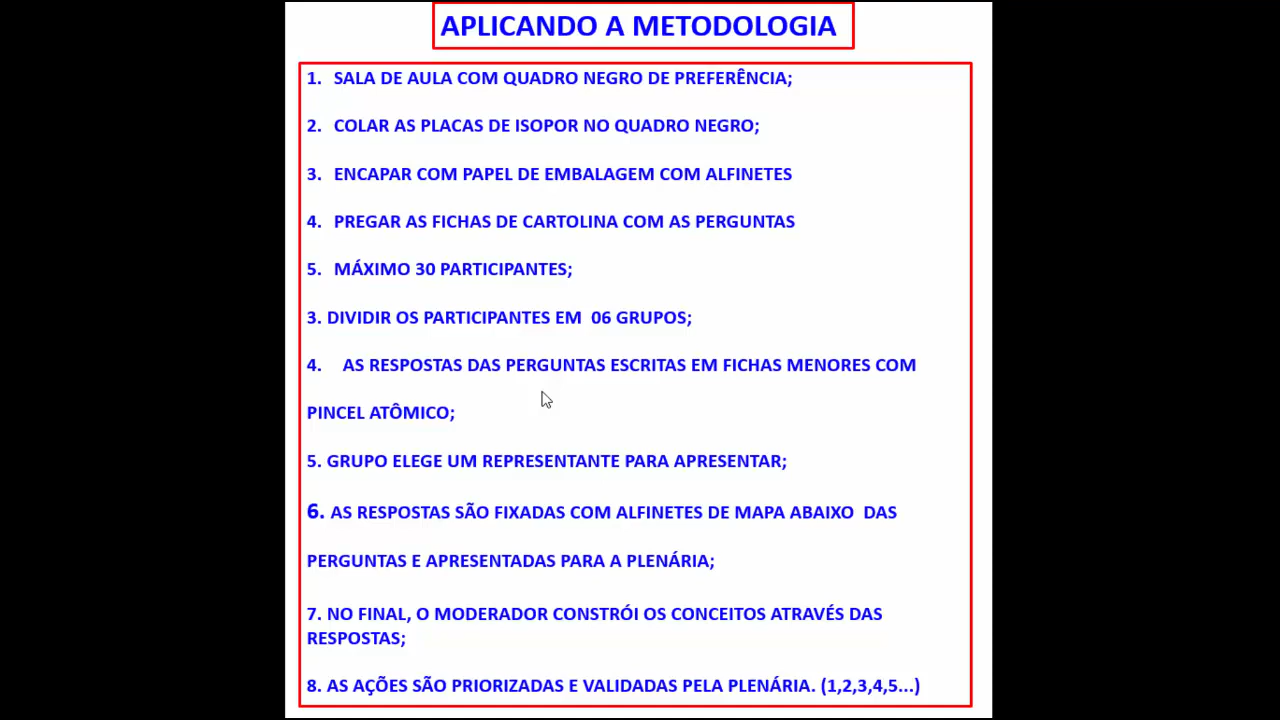 APLICANDO A METODOLOGIA
1. SALA DE AULA COM QUADRO NEGRO DE PREFERÊNCIA;
2. COLAR AS PLACAS DE ISOPOR NO QUADRO NEGRO;
3. ENCAPAR COM PAPEL DE EMBALAGEM COM ALFINETES
4. PREGAR AS FICHAS DE CARTOLINA COM AS PERGUNTAS
5. MÁXIMO 30 PARTICIPANTES;
3. DIVIDIR OS PARTICIPANTES EM 06 GRUPOS;
4. AS RESPOSTAS DAS PERGUNTAS ESCRITAS EM FICHAS MENORES COM
PINCEL ATÔMICO;
5. GRUPO ELEGE UM REPRESENTANTE PARA APRESENTAR;
6. AS RESPOSTAS SÃO FIXADAS COM ALFINETES DE MAPA ABAIXO DAS
PERGUNTAS E APRESENTADAS PARA A PLENÁRIA;
7. NO FINAL, O MODERADOR CONSTRÓI OS CONCEITOS ATRAVÉS DAS
RESPOSTAS;
8. AS AÇÕES SÃO PRIORIZADAS E VALIDADAS PELA PLENÁRIA. (1,2,3,4,5...)